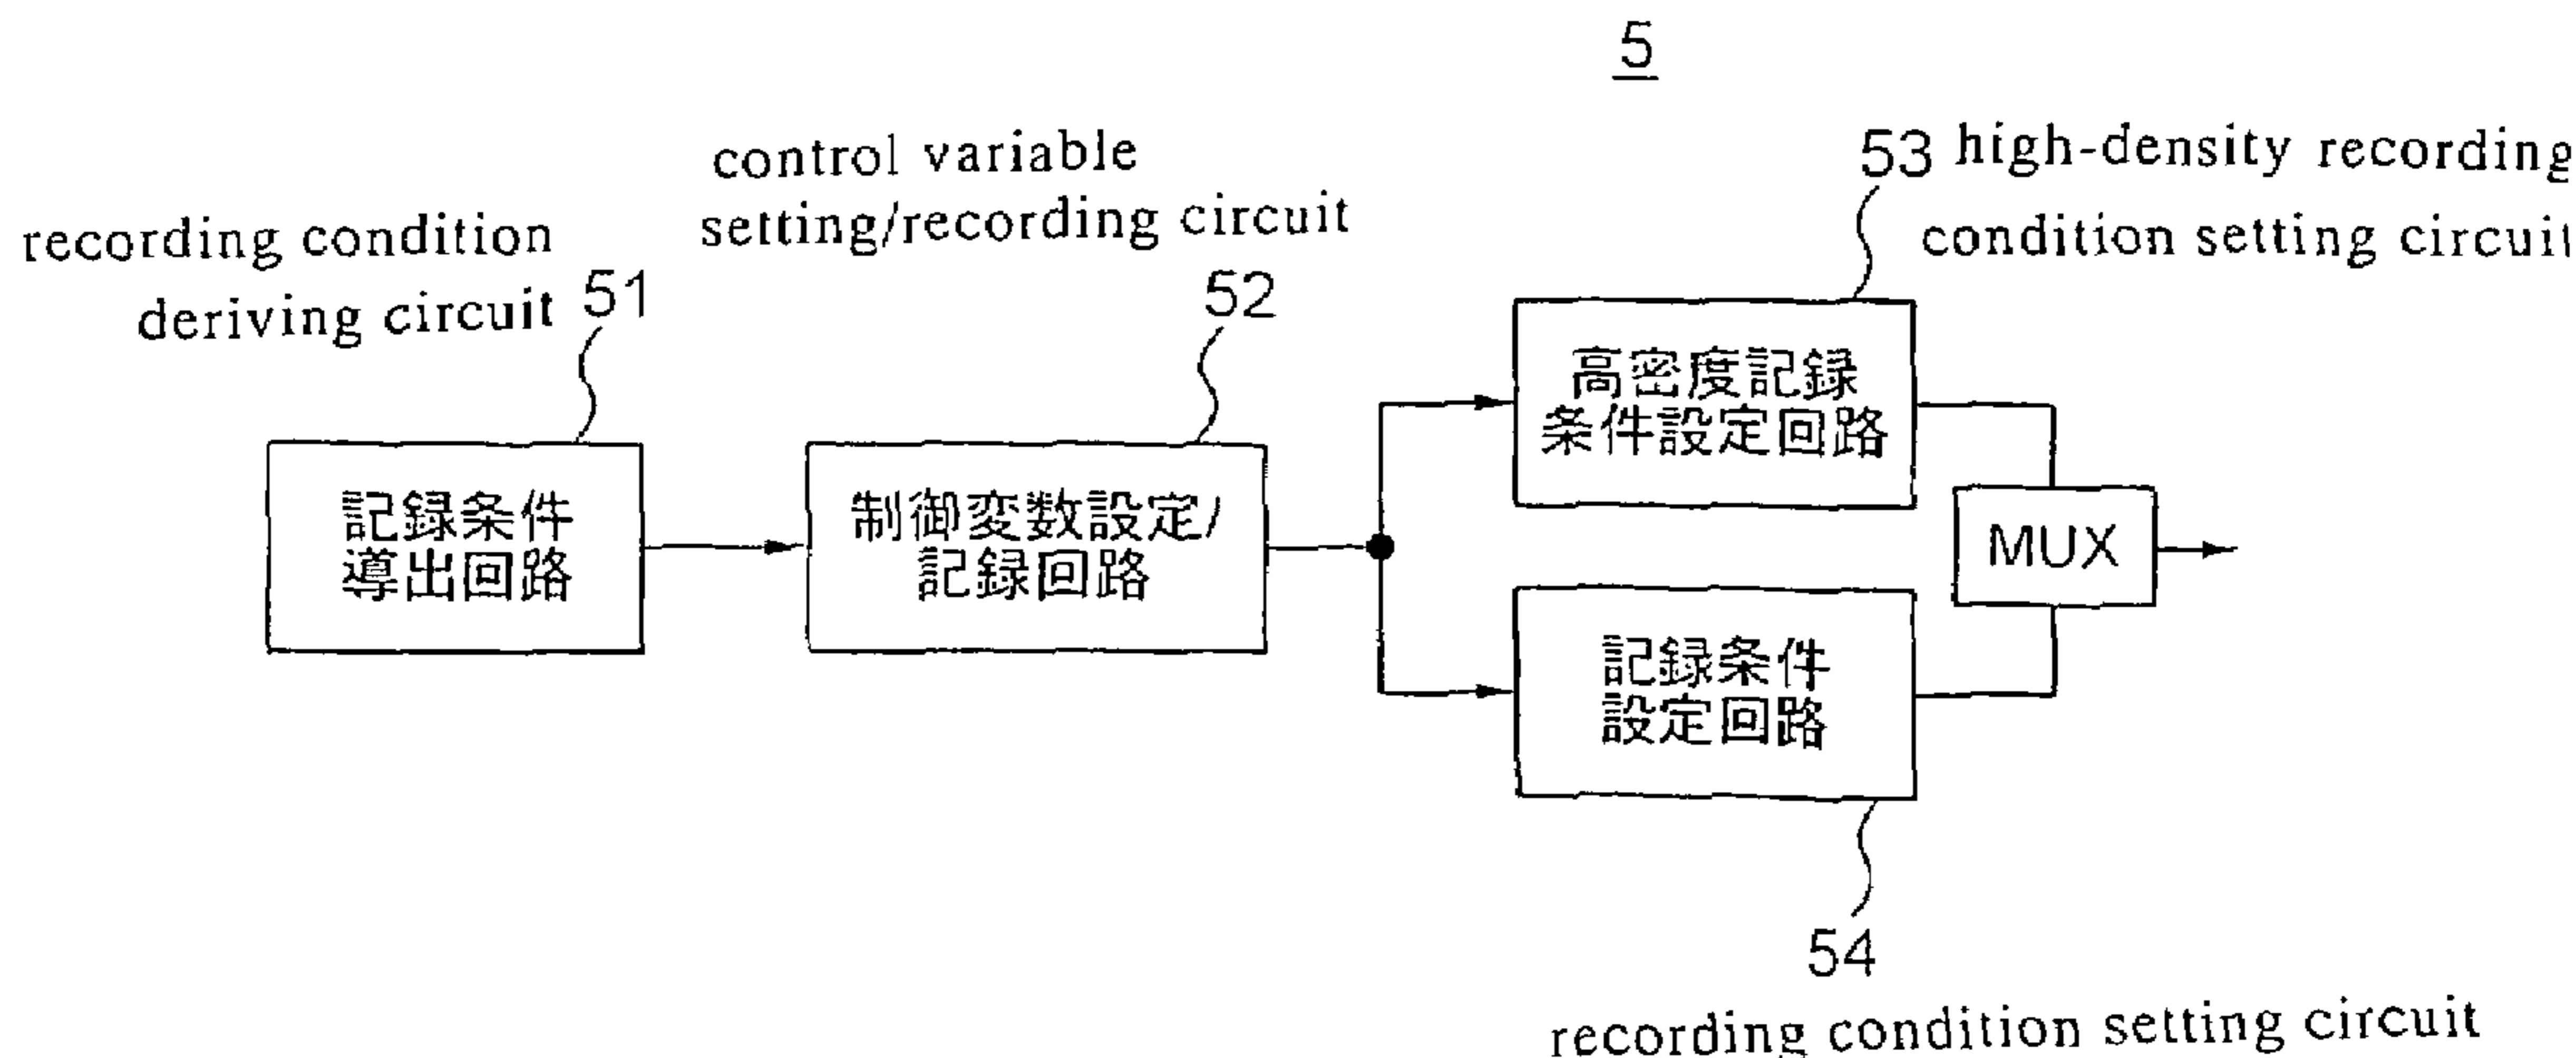 5
recording condition
deriving circuit 51
control variable
setting/recording circuit
52
53 high-density recording
condition setting circuit
記録条件
導出回路
制御変数設定/
記録回路
高密度記録
条件設定回路
MUX
記録条件
設定回路
54
recording condition setting circuit